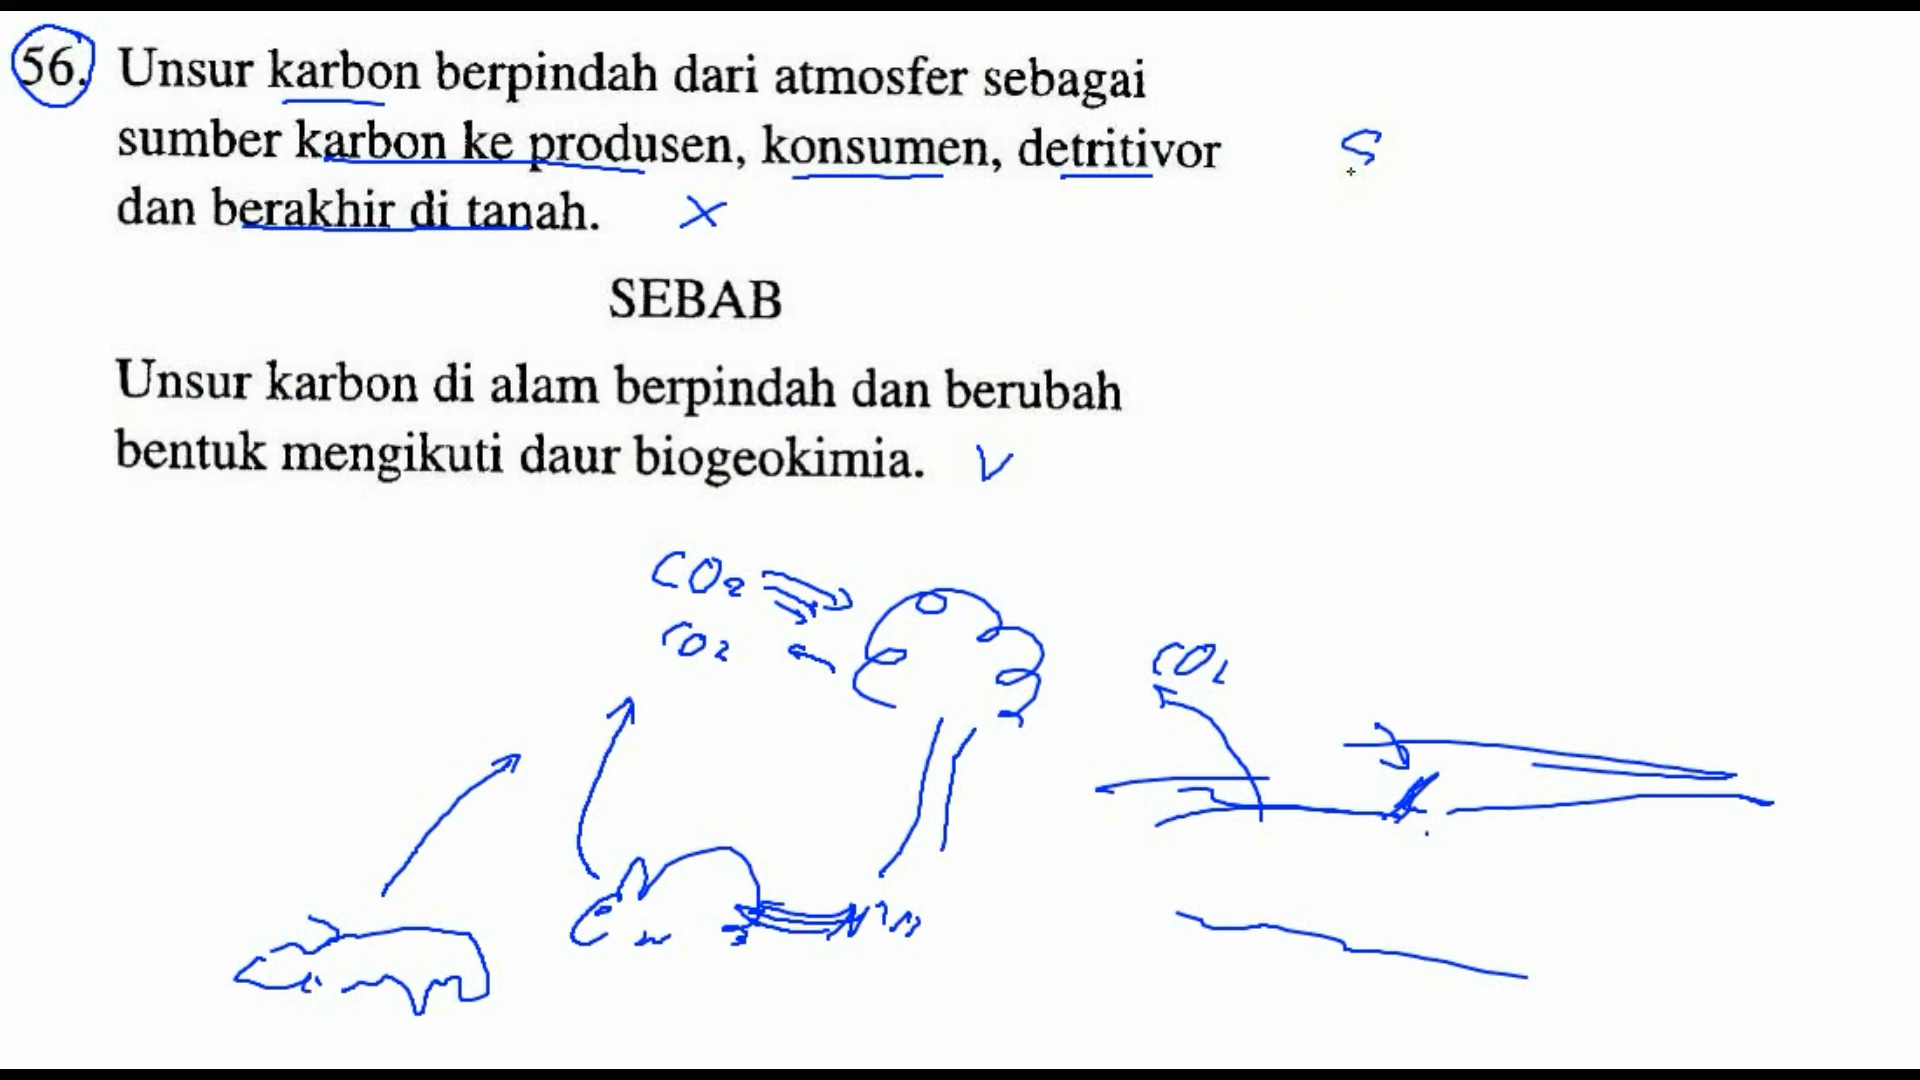 56. Unsur karbon berpindah dari atmosfer sebagai
sumber karbon ke produsen, konsumen, detritivor
dan berakhir di tanah. X
S
SEBAB
Unsur karbon di alam berpindah dan berubah
bentuk mengikuti daur biogeokimia. V
CO2
CO2
CO2